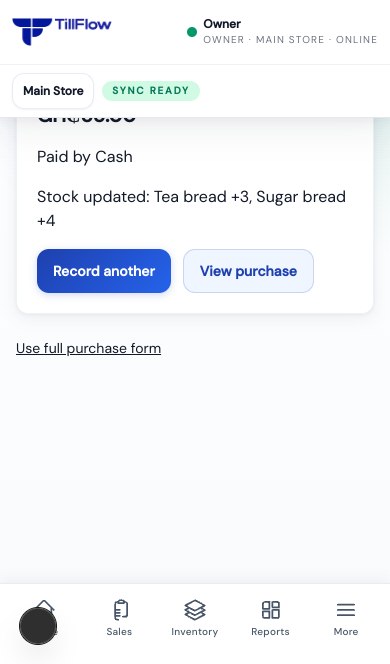 TillFlow
Owner
OWNER · MAIN STORE · ONLINE
Main Store
SYNC READY
Paid by Cash
Stock updated: Tea bread +3, Sugar bread
+4
Record another
View purchase
Use full purchase form
Sales
Inventory
Reports
More